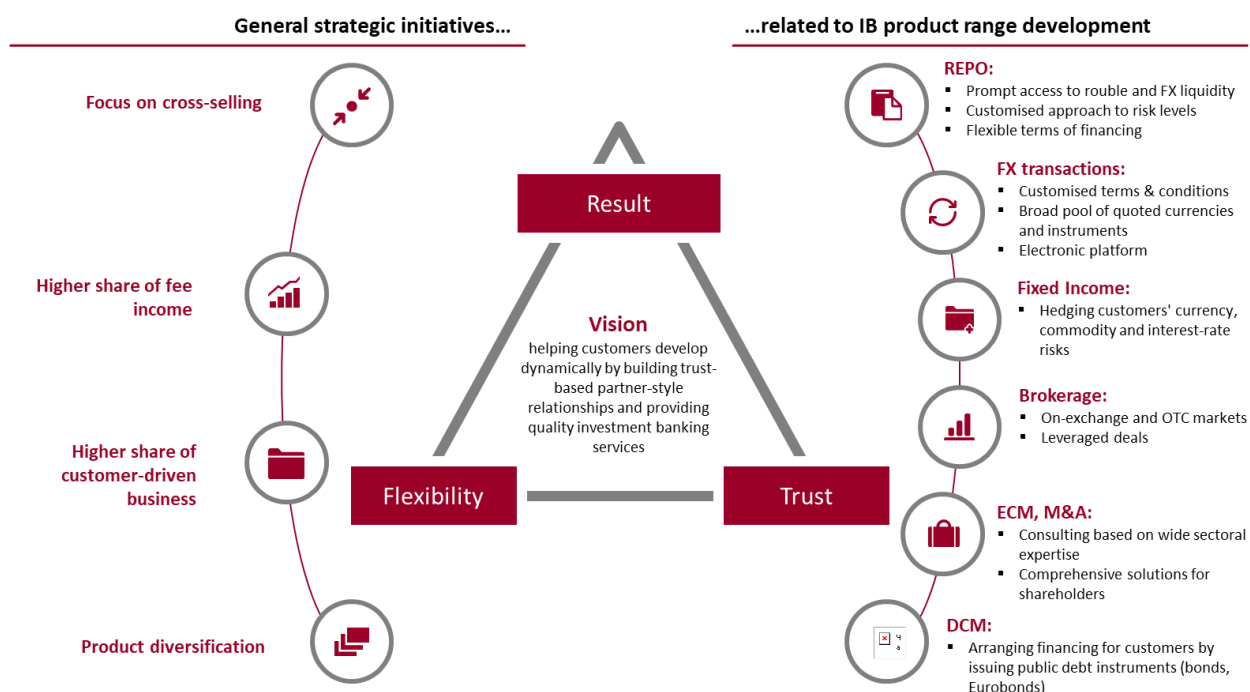 General strategic initiatives...
...related to IB product range development
Focus on cross-selling
Higher share of fee
income
Higher share of
customer-driven
business
Product diversification
Result
Vision
helping customers develop
dynamically by building trust-
based partner-style
relationships and providing
quality investment banking
services
Flexibility
Trust
REPO:
▪ Prompt access to rouble and FX liquidity
▪ Customised approach to risk levels
▪ Flexible terms of financing
FX transactions:
▪ Customised terms & conditions
▪ Broad pool of quoted currencies
and instruments
▪ Electronic platform
Fixed Income:
▪ Hedging customers' currency,
commodity and interest-rate
risks
Brokerage:
▪ On-exchange and OTC markets
▪ Leveraged deals
ECM, M&A:
▪ Consulting based on wide sectoral
expertise
▪ Comprehensive solutions for
shareholders
DCM:
▪ Arranging financing for customers by
issuing public debt instruments (bonds,
Eurobonds)